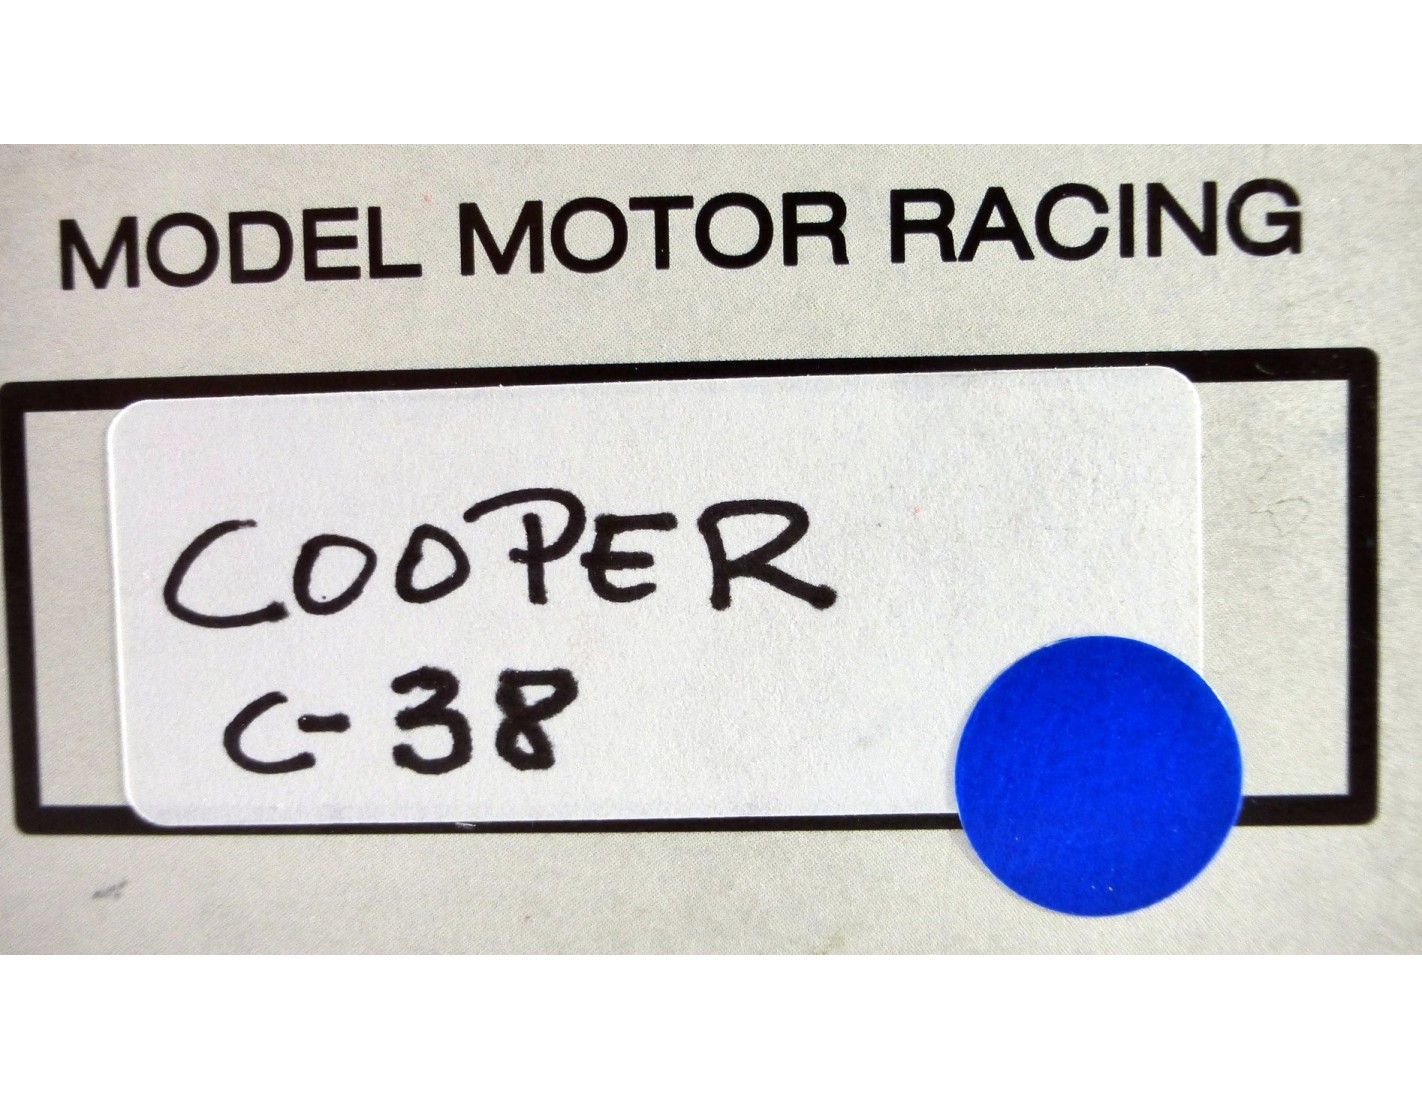 MODEL MOTOR RACING
COOPER
C-38